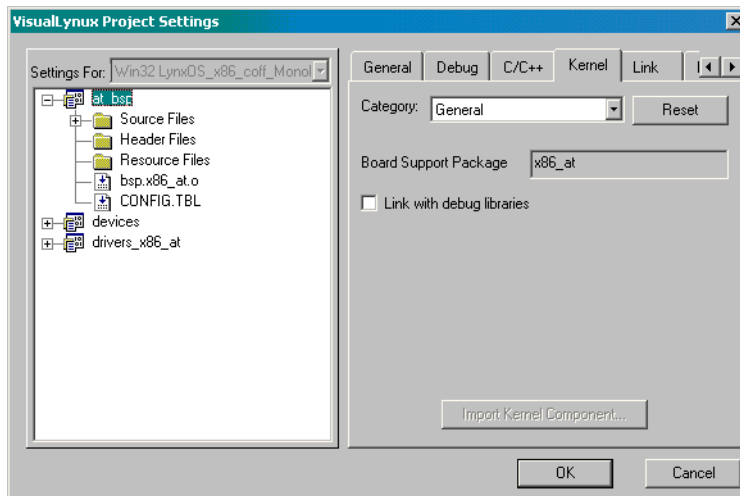 VisualLynux Project Settings
Settings For: Win32 LynxOS_x86_coff_Monol
at_bsp
Source Files
Header Files
Resource Files
bsp.x86_at.o
CONFIG.TBL
devices
drivers_x86_at
General Debug C/C++ Kernel Link
Category: General Reset
Board Support Package x86_at
Link with debug libraries
Import Kernel Component...
OK Cancel